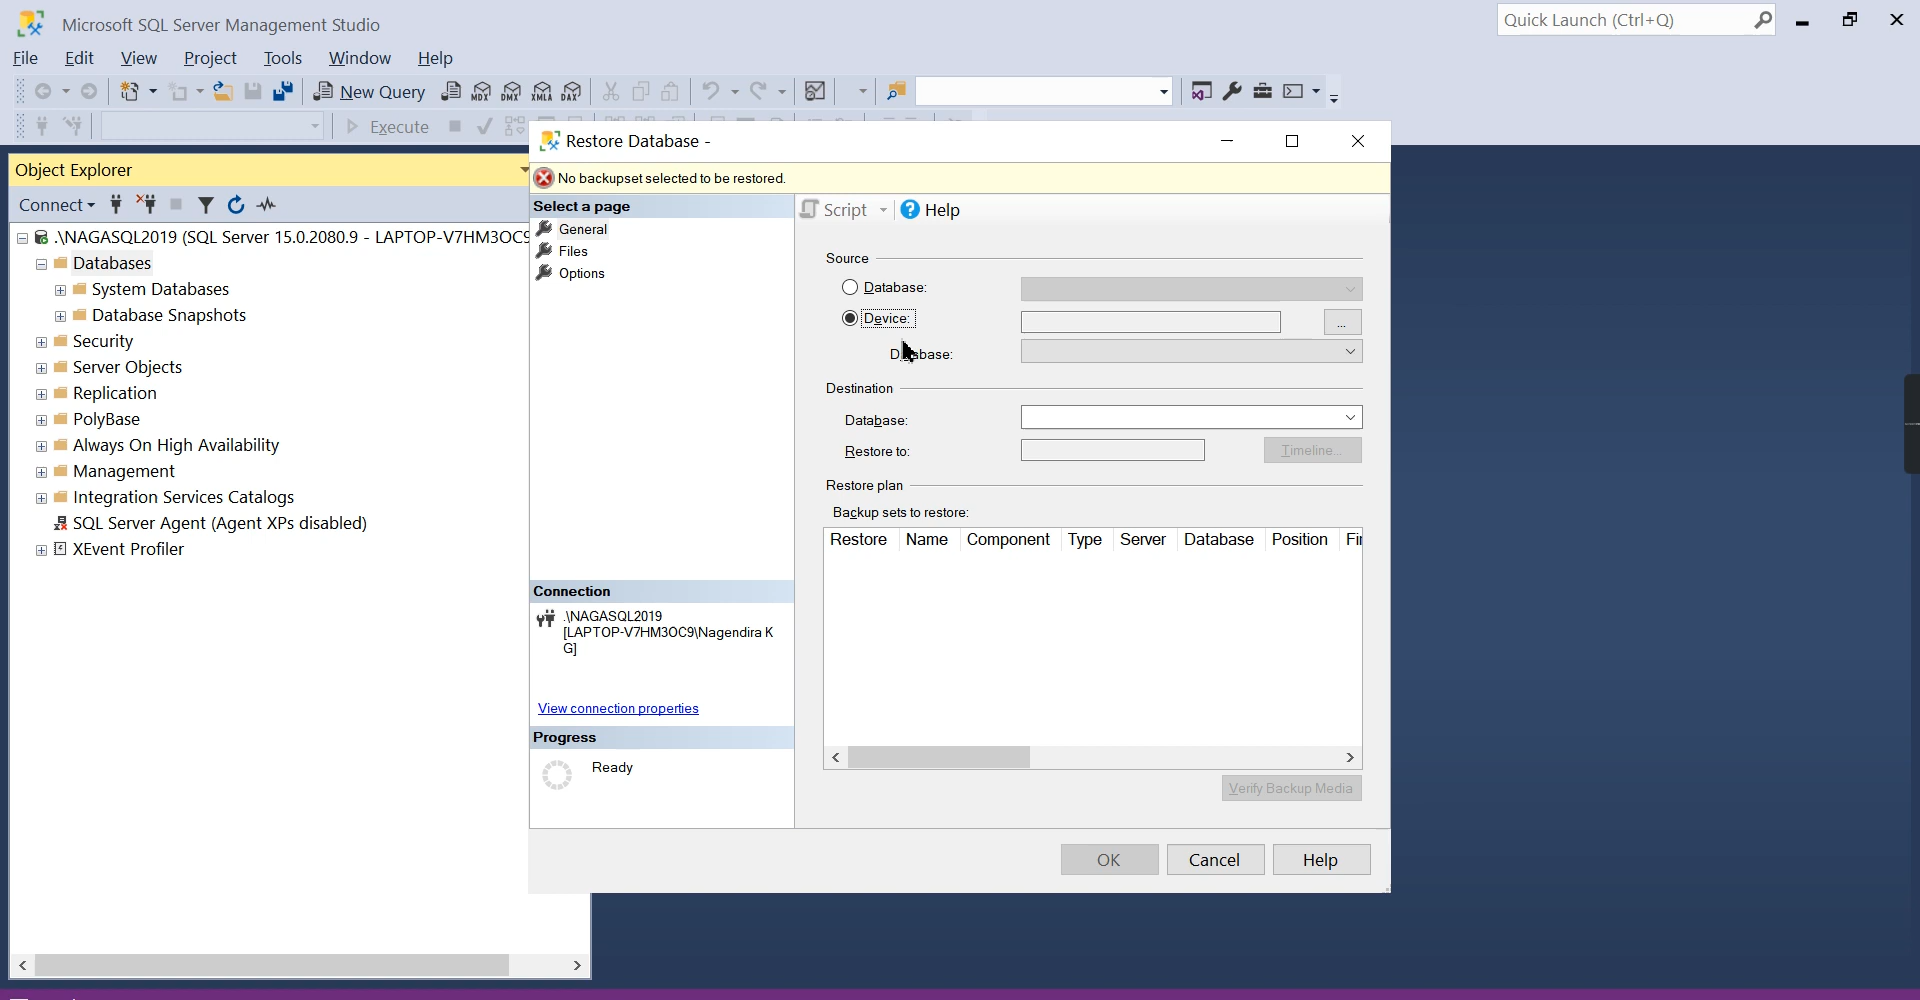 Microsoft SQL Server Management Studio
Quick Launch (Ctrl+Q)
File Edit View Project Tools Window Help
New Query MDX DMX XMLA DAX
Execute
Object Explorer
Connect
.\NAGASQL2019 (SQL Server 15.0.2080.9 - LAPTOP-V7HM3OC9
Databases
System Databases
Database Snapshots
Security
Server Objects
Replication
PolyBase
Always On High Availability
Management
Integration Services Catalogs
SQL Server Agent (Agent XPs disabled)
XEvent Profiler
Restore Database -
No backupset selected to be restored.
Select a page
General
Files
Options
Connection
.\NAGASQL2019
[LAPTOP-V7HM3OC9\Nagendira K
G]
View connection properties
Progress
Ready
Script Help
Source
Database:
Device:
...
Destination
Database:
Restore to:
Timeline...
Restore plan
Backup sets to restore:
Restore Name Component Type Server Database Position
Verify Backup Media
OK Cancel Help